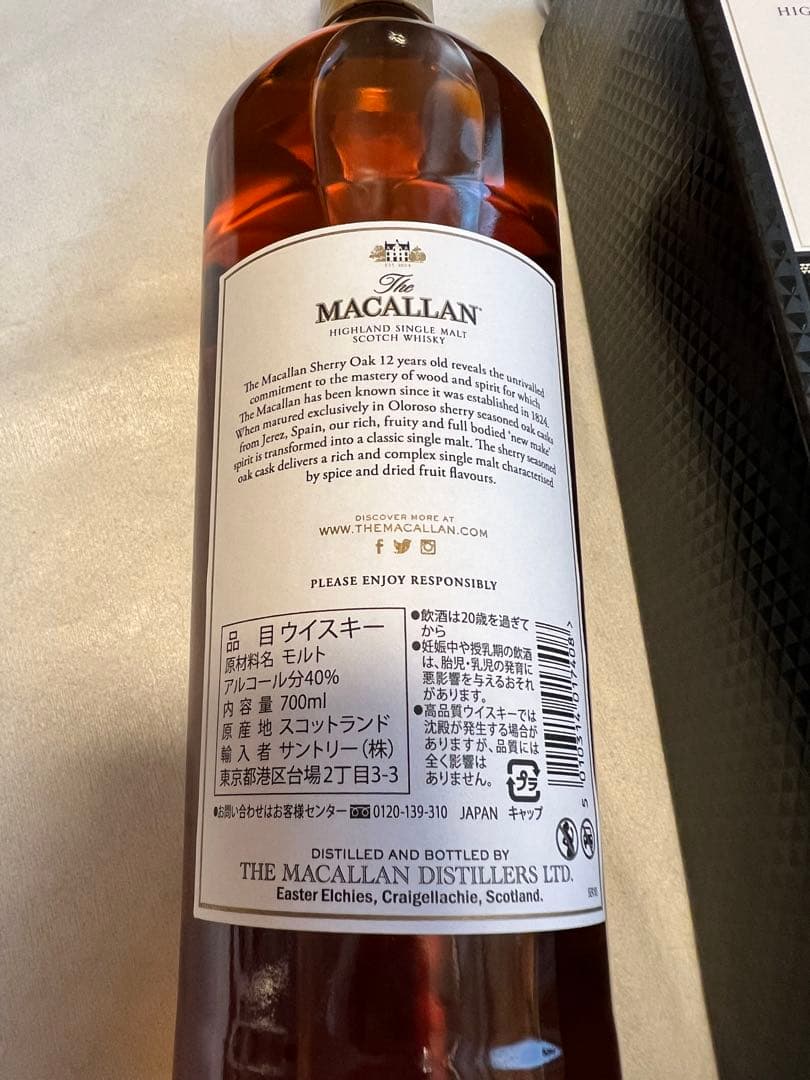 The
MACALLAN
HIGHLAND SINGLE MALT
SCOTCH WHISKY
The Macallan Sherry Oak 12 years old reveals the unrivalled
commitment to the mastery of wood and spirit for which
The Macallan has been known since it was established in 1824.
When matured exclusively in Oloroso sherry seasoned oak casks
from Jerez, Spain, our rich, fruity and full bodied 'new make'
spirit is transformed into a classic single malt. The sherry seasoned
oak cask delivers a rich and complex single malt characterised
by spice and dried fruit flavours.
DISCOVER MORE AT
WWW.THEMACALLAN.COM
PLEASE ENJOY RESPONSIBLY
品 目 ウイスキー
原材料名 モルト
アルコール分40%
内容量 700ml
原産地 スコットランド
輸入者 サントリー(株)
東京都港区台場2丁目3-3
●飲酒は20歳を過ぎて
から
●妊娠中や授乳期の飲酒
は、胎児・乳児の発育に
悪影響を与えるおそれ
があります。
●高品質ウイスキーでは
沈殿が発生する場合が
ありますが、品質には
全く影響は
ありません。
プラ
5 010314 017408 >
●お問い合わせはお客様センター 0120-139-310 JAPAN キャップ
DISTILLED AND BOTTLED BY
THE MACALLAN DISTILLERS LTD.
Easter Elchies, Craigellachie, Scotland.
HIG